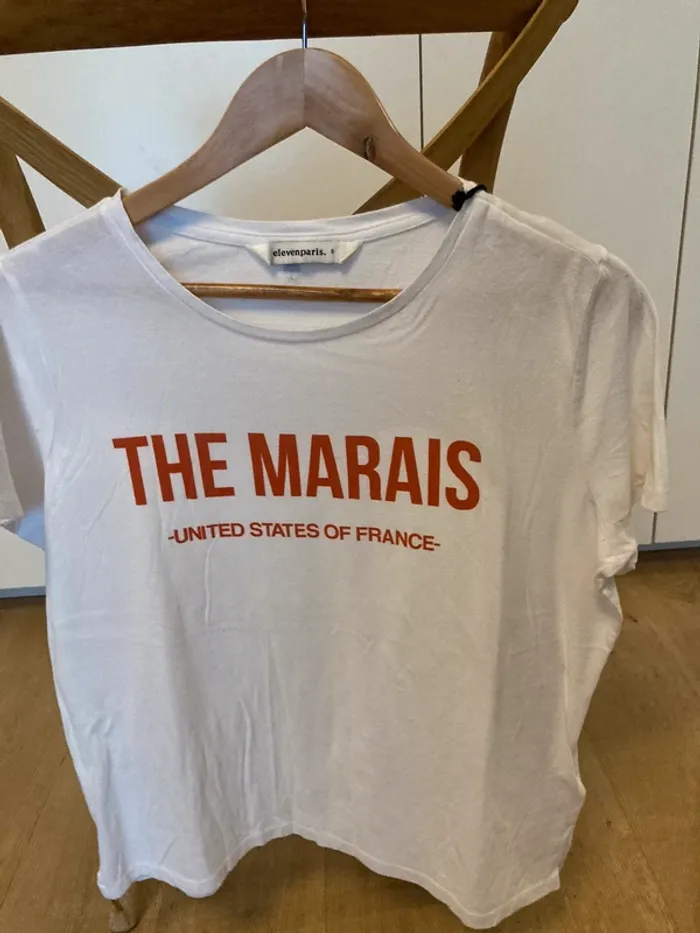 elevenparis. s
THE MARAIS
-UNITED STATES OF FRANCE-